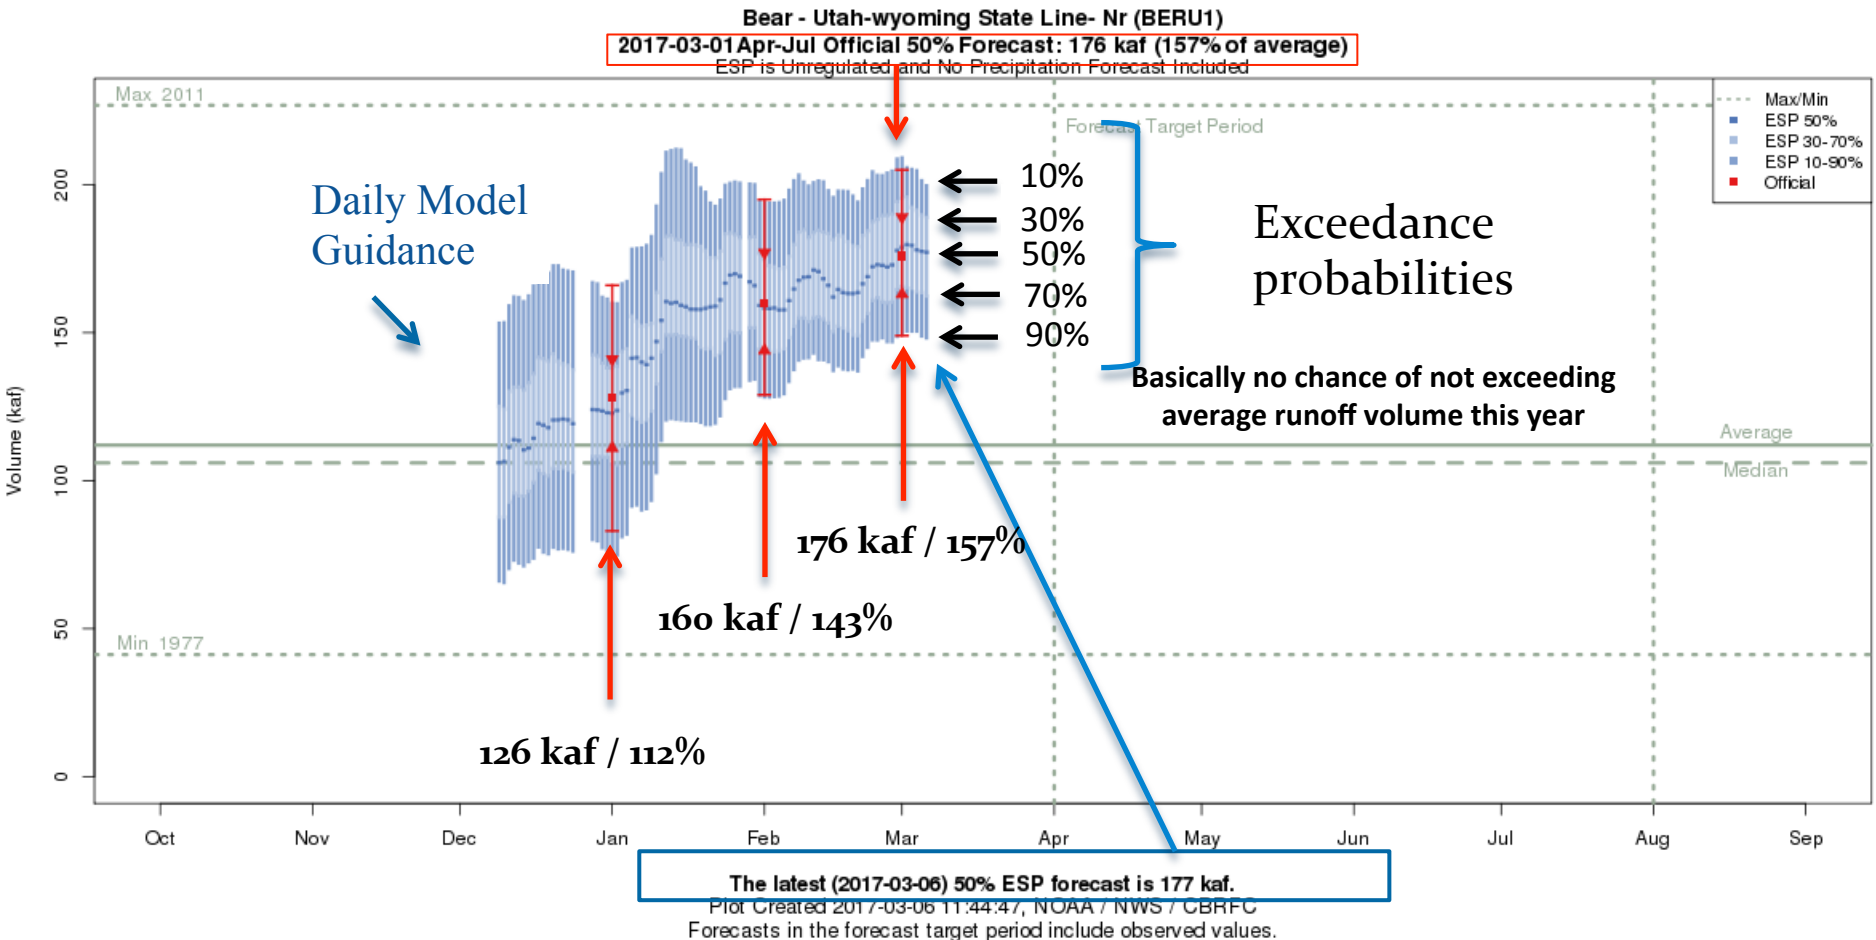 Bear - Utah-wyoming State Line- Nr (BERU1)
2017-03-01Apr-Jul Official 50% Forecast: 176 kaf (157% of average)
ESP is Unregulated and No Precipitation Forecast Included
Max 2011
Forecast Target Period
Max/Min
ESP 50%
ESP 30-70%
ESP 10-90%
Official
Daily Model
Guidance
10%
30%
50%
70%
90%
Exceedance
probabilities
Basically no chance of not exceeding
average runoff volume this year
Average
Median
Volume (kaf)
200
150
100
50
0
176 kaf / 157%
160 kaf / 143%
126 kaf / 112%
Min 1977
Oct Nov Dec Jan Feb Mar Apr May Jun Jul Aug Sep
The latest (2017-03-06) 50% ESP forecast is 177 kaf.
Plot Created 2017-03-06 11:44:47, NOAA / NWS / CBRFC
Forecasts in the forecast target period include observed values.